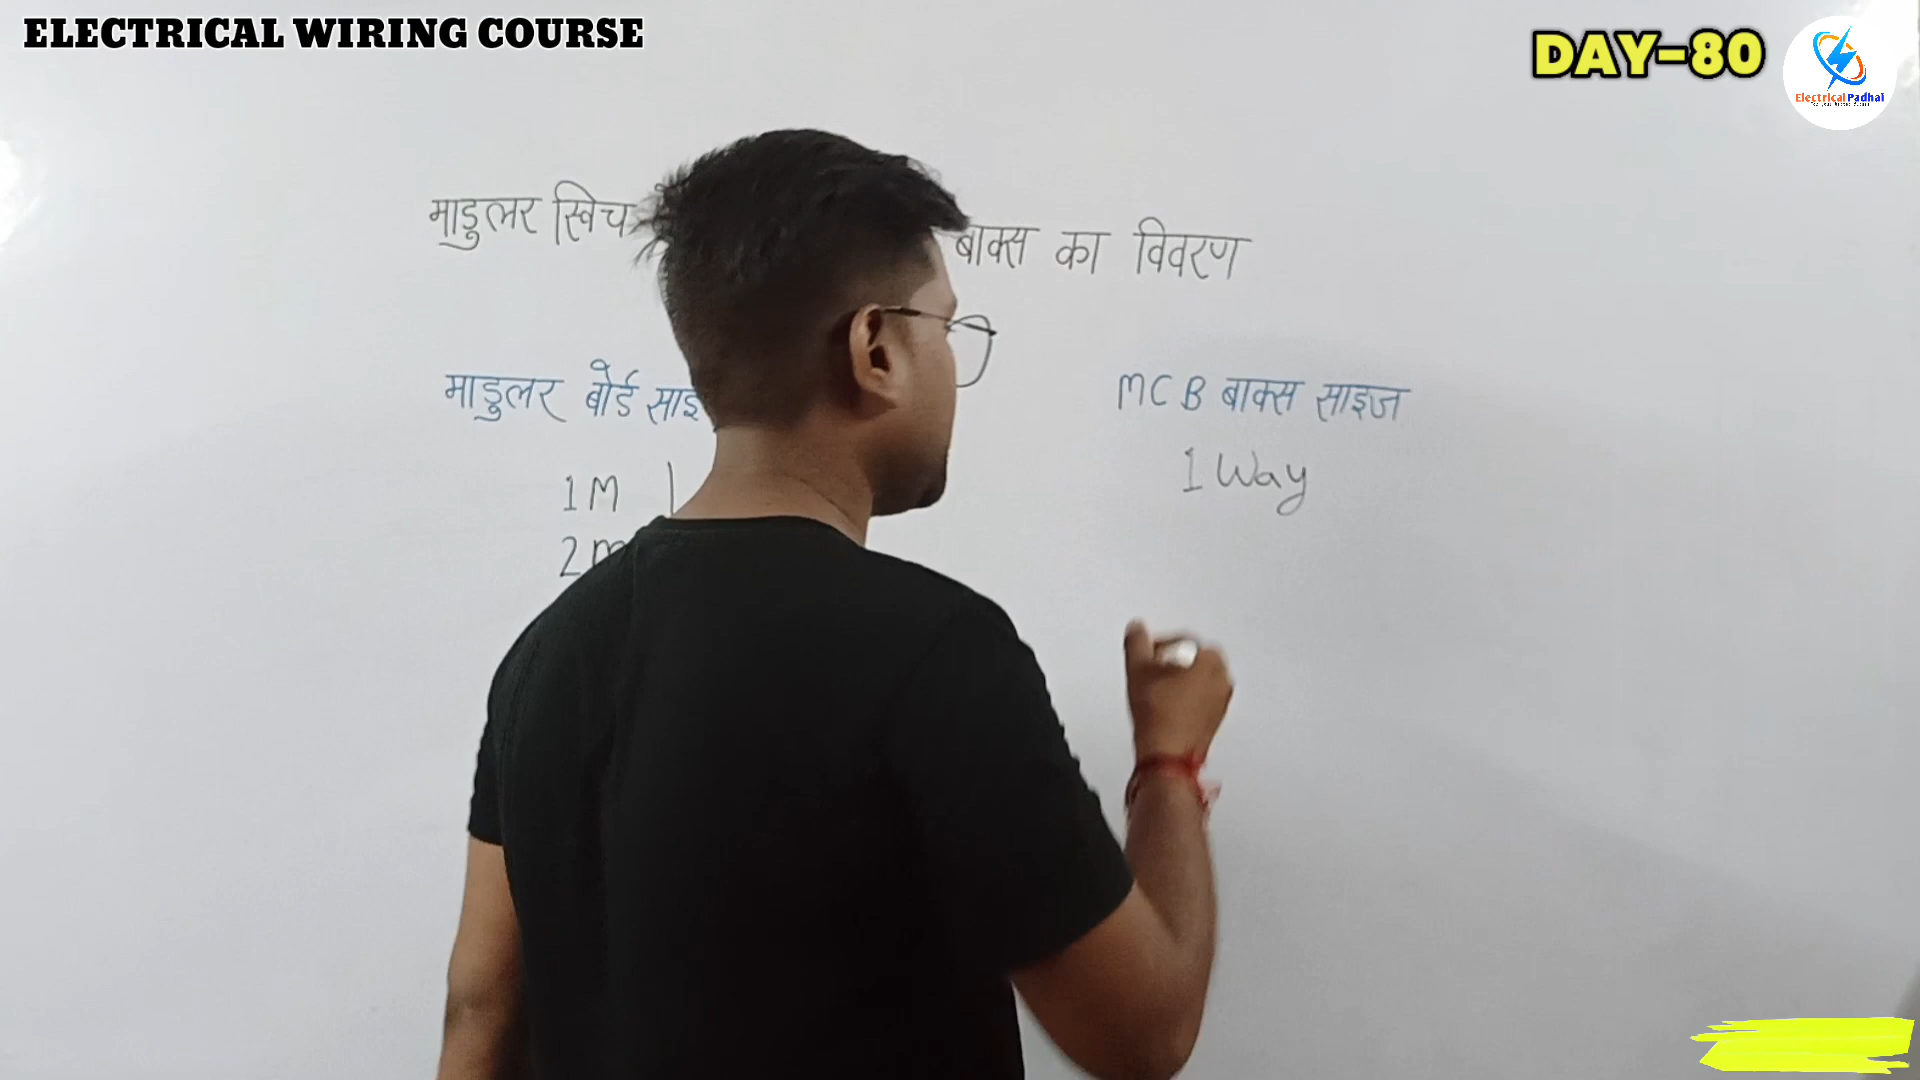 ELECTRICAL WIRING COURSE
DAY-80
ElectricalPadhai
माडुलर स्विच बाक्स का विवरण
माडुलर बोर्ड साइ
MCB बाक्स साइज
1M
1 Way
2M